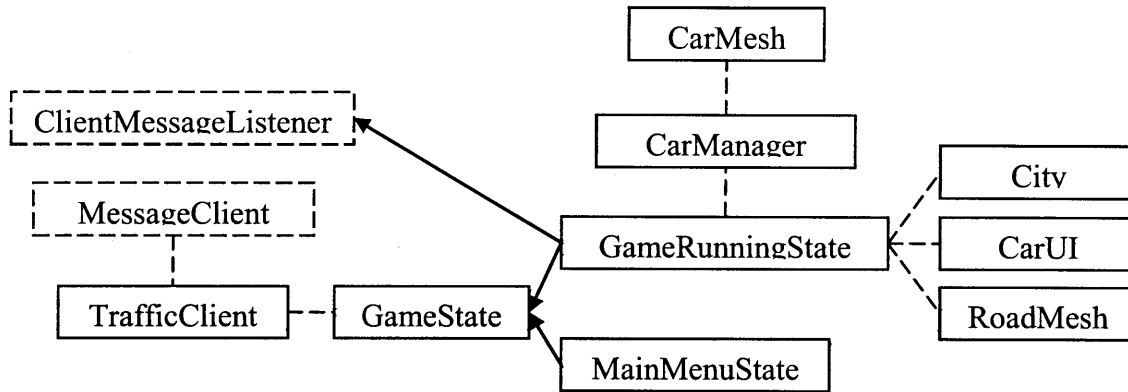 CarMesh
ClientMessageListener
CarManager
City
MessageClient
GameRunningState
CarUI
TrafficClient
GameState
RoadMesh
MainMenuState